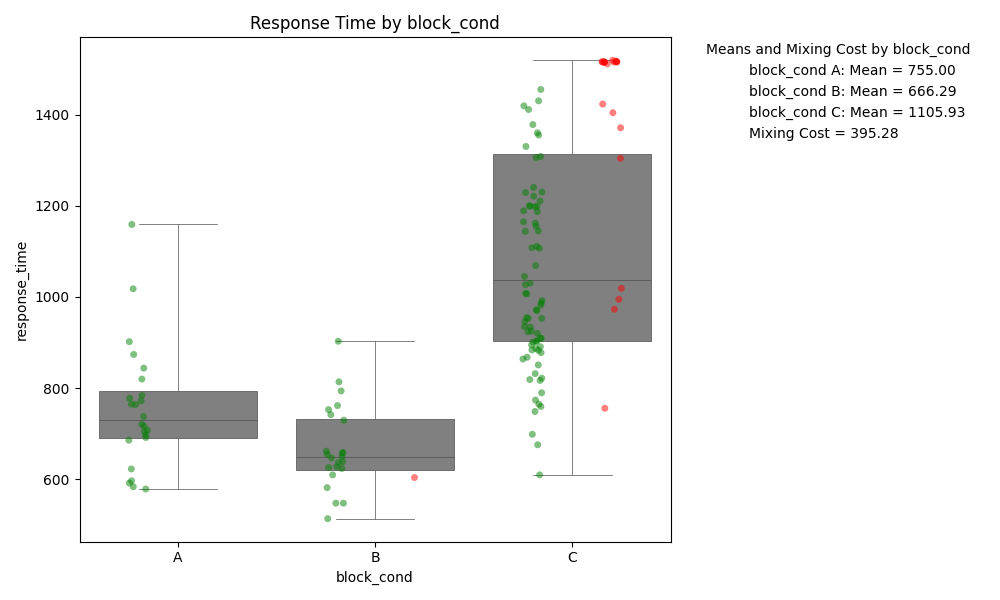 Response Time by block_cond
Means and Mixing Cost by block_cond
block_cond A: Mean = 755.00
block_cond B: Mean = 666.29
block_cond C: Mean = 1105.93
Mixing Cost = 395.28
response_time
1400
1200
1000
800
600
A
B
C
block_cond